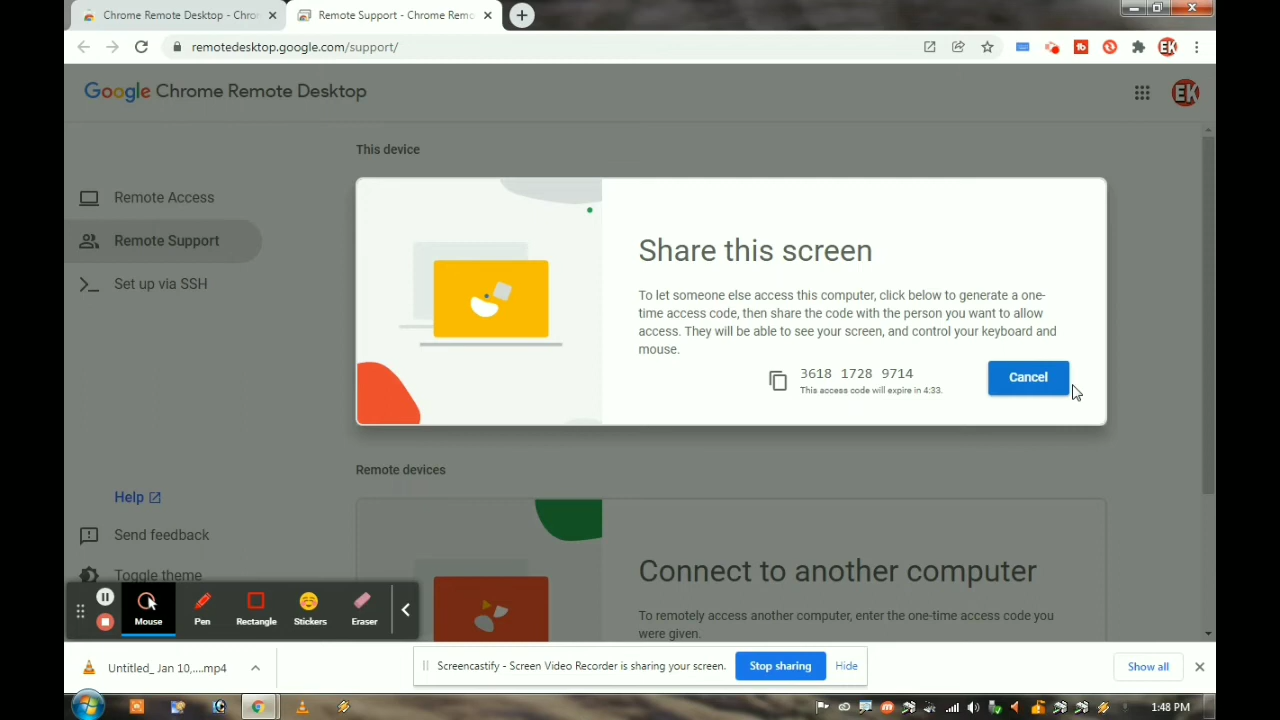 Chrome Remote Desktop - Chrom
Remote Support - Chrome Remo
remotedesktop.google.com/support/
EK
Google Chrome Remote Desktop
EK
This device
Remote Access
Remote Support
Set up via SSH
Share this screen
To let someone else access this computer, click below to generate a one-
time access code, then share the code with the person you want to allow
access. They will be able to see your screen, and control your keyboard and
mouse.
3618 1728 9714
This access code will expire in 4:33.
Cancel
Remote devices
Help
Send feedback
Toggle theme
Connect to another computer
To remotely access another computer, enter the one-time access code you
were given.
Mouse
Pen
Rectangle
Stickers
Eraser
Untitled_ Jan 10,....mp4
Screencastify - Screen Video Recorder is sharing your screen.
Stop sharing
Hide
Show all
1:48 PM